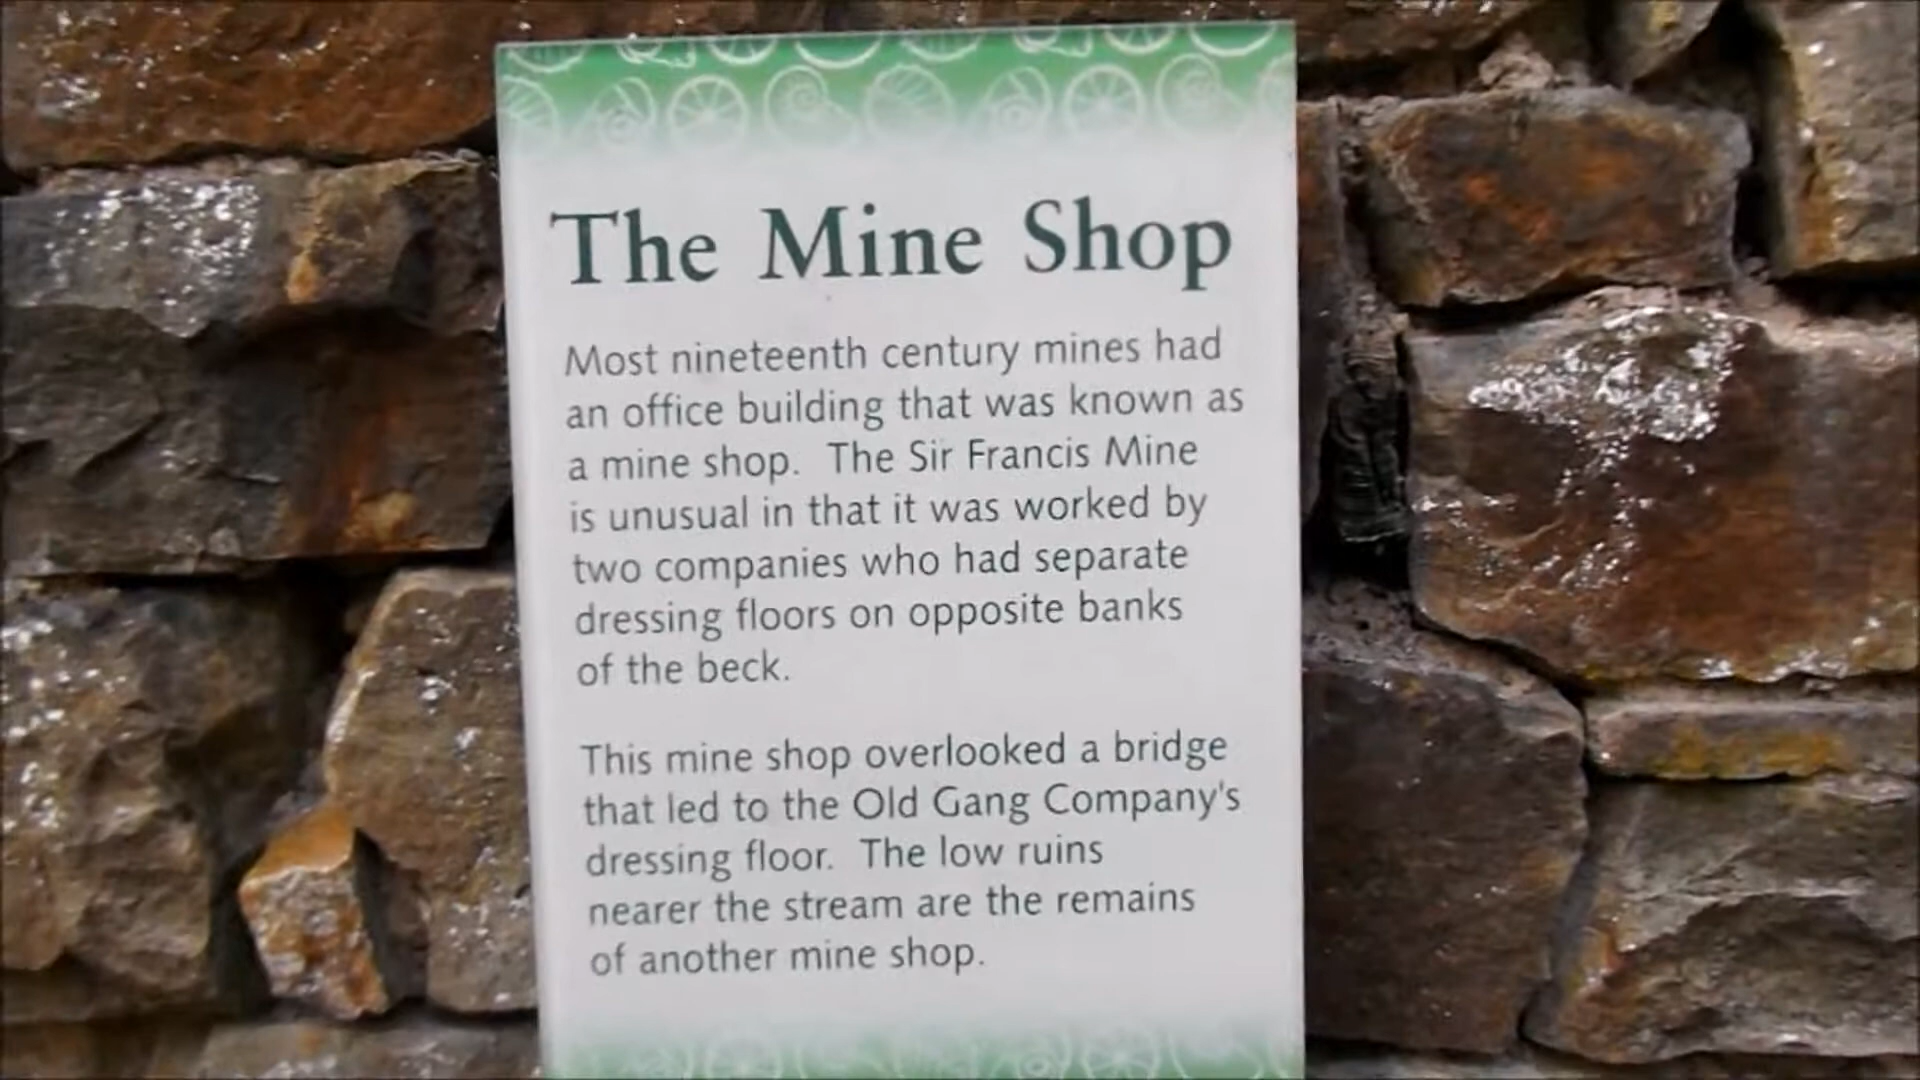 The Mine Shop
Most nineteenth century mines had
an office building that was known as
a mine shop. The Sir Francis Mine
is unusual in that it was worked by
two companies who had separate
dressing floors on opposite banks
of the beck.
This mine shop overlooked a bridge
that led to the Old Gang Company's
dressing floor. The low ruins
nearer the stream are the remains
of another mine shop.